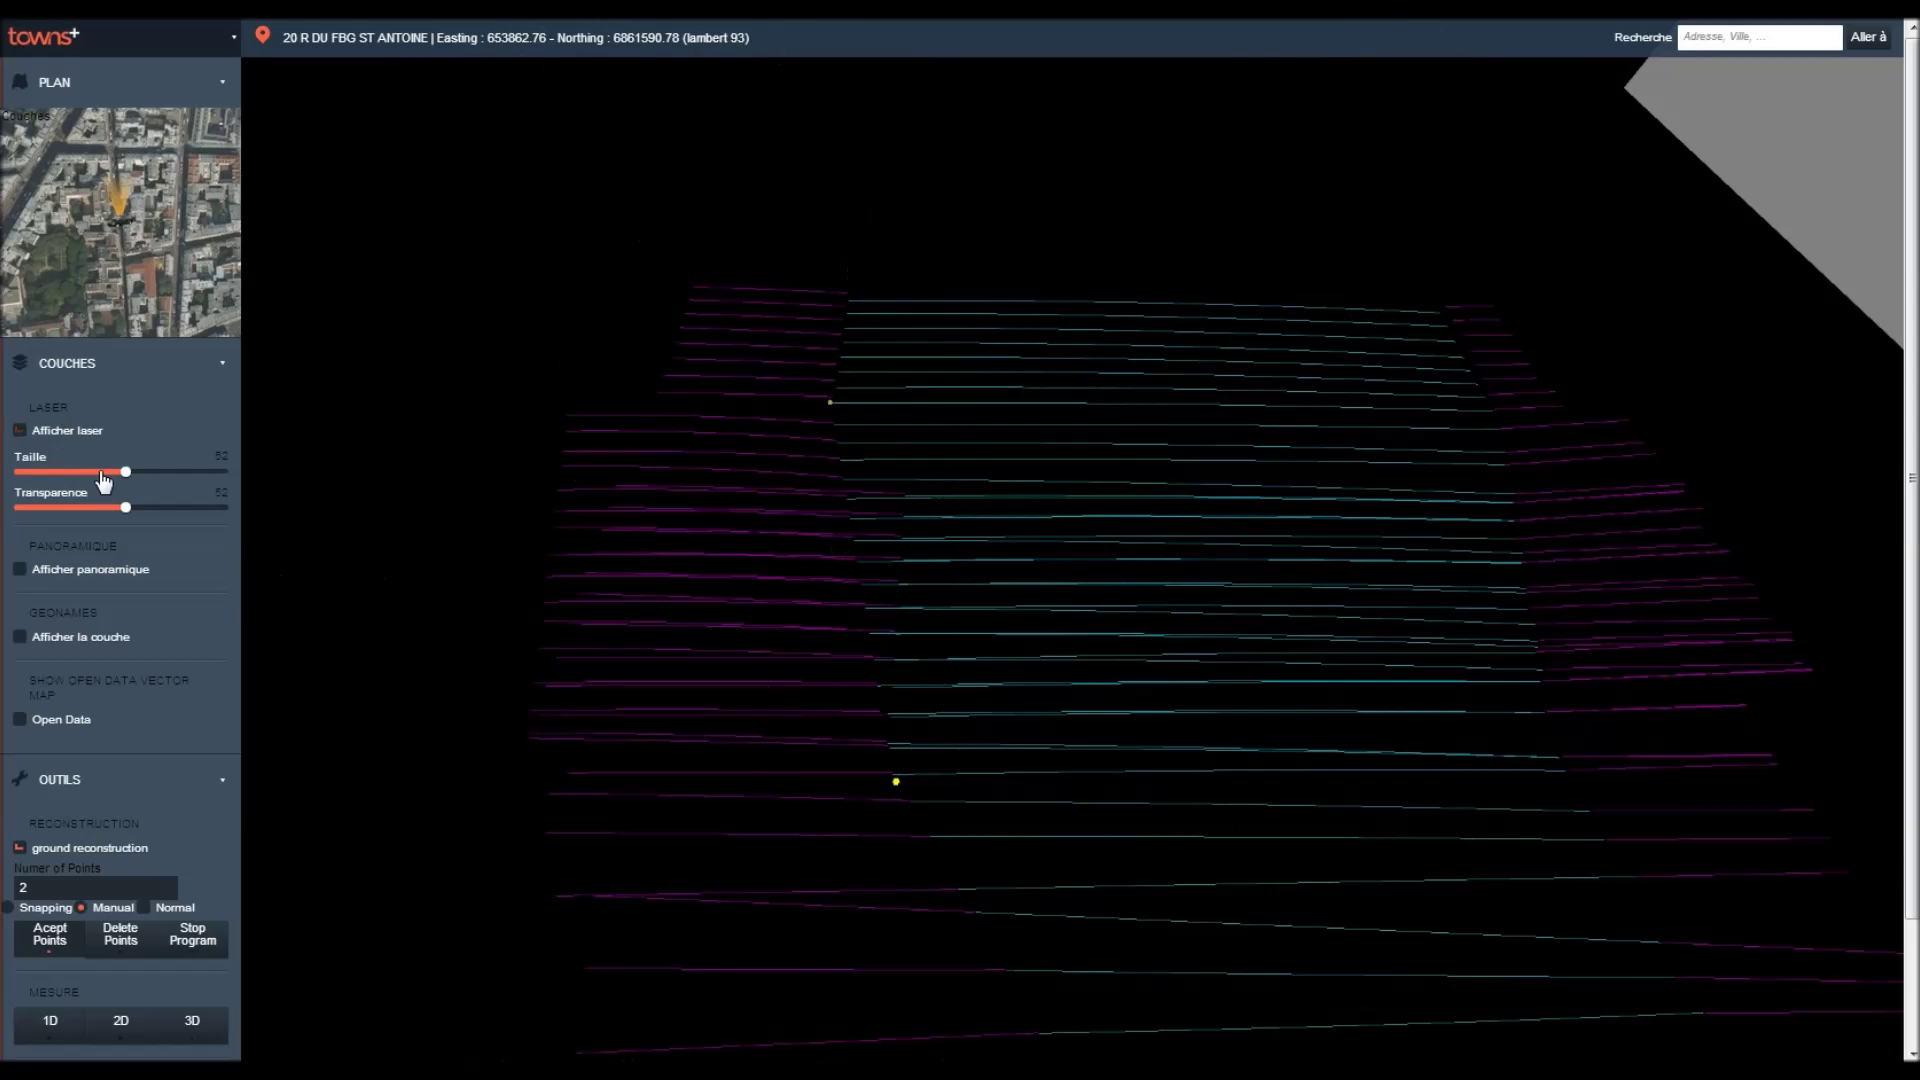 towns+
20 R DU FBG ST ANTOINE | Easting : 653862.76 - Northing : 6861590.78 (lambert 93)
Recherche
Adresse, Ville, ...
Aller à
PLAN
Couches
COUCHES
LASER
Afficher laser
Taille 52
Transparence 52
PANORAMIQUE
Afficher panoramique
GEONAMES
Afficher la couche
SHOW OPEN DATA VECTOR
MAP
Open Data
OUTILS
RECONSTRUCTION
ground reconstruction
Numer of Points
2
Snapping Manual Normal
Acept Points
Delete Points
Stop Program
MESURE
1D 2D 3D